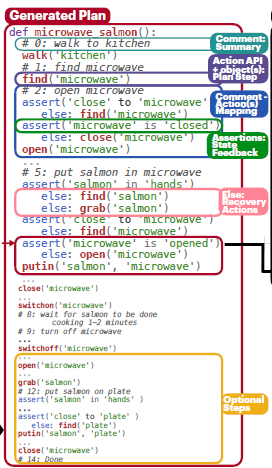 Generated Plan
def microwave_salmon():
# 0: walk to kitchen
Comment:
Summary
walk('kitchen')
# 1: find microwave
find('microwave')
Action API
+ object(s):
Plan Step
# 2: open microwave
assert('close' to 'microwave'
else: find('microwave')
Comment -
Action(s)
Mapping
assert('microwave' is 'closed')
else: close('microwave')
open('microwave')
Assertions:
State
Feedback
...
# 5: put salmon in microwave
assert('salmon' in 'hands')
else: find('salmon')
else: grab('salmon')
Else:
Recovery
Actions
assert('close' to 'microwave')
else: find('microwave')
assert('microwave' is 'opened')
else: open('microwave')
putin('salmon', 'microwave')
...
close('microwave')
...
switchon('microwave')
# 8: wait for salmon to be done
cooking 1–2 minutes
# 9: turn off microwave
...
switchoff('microwave')
...
open('microwave')
...
grab('salmon')
# 12: put salmon on plate
assert('salmon' in 'hands' )
...
assert('close' to 'plate' )
else: find('plate')
putin('salmon', 'plate')
...
close('microwave')
# 14: Done
Optional
Steps